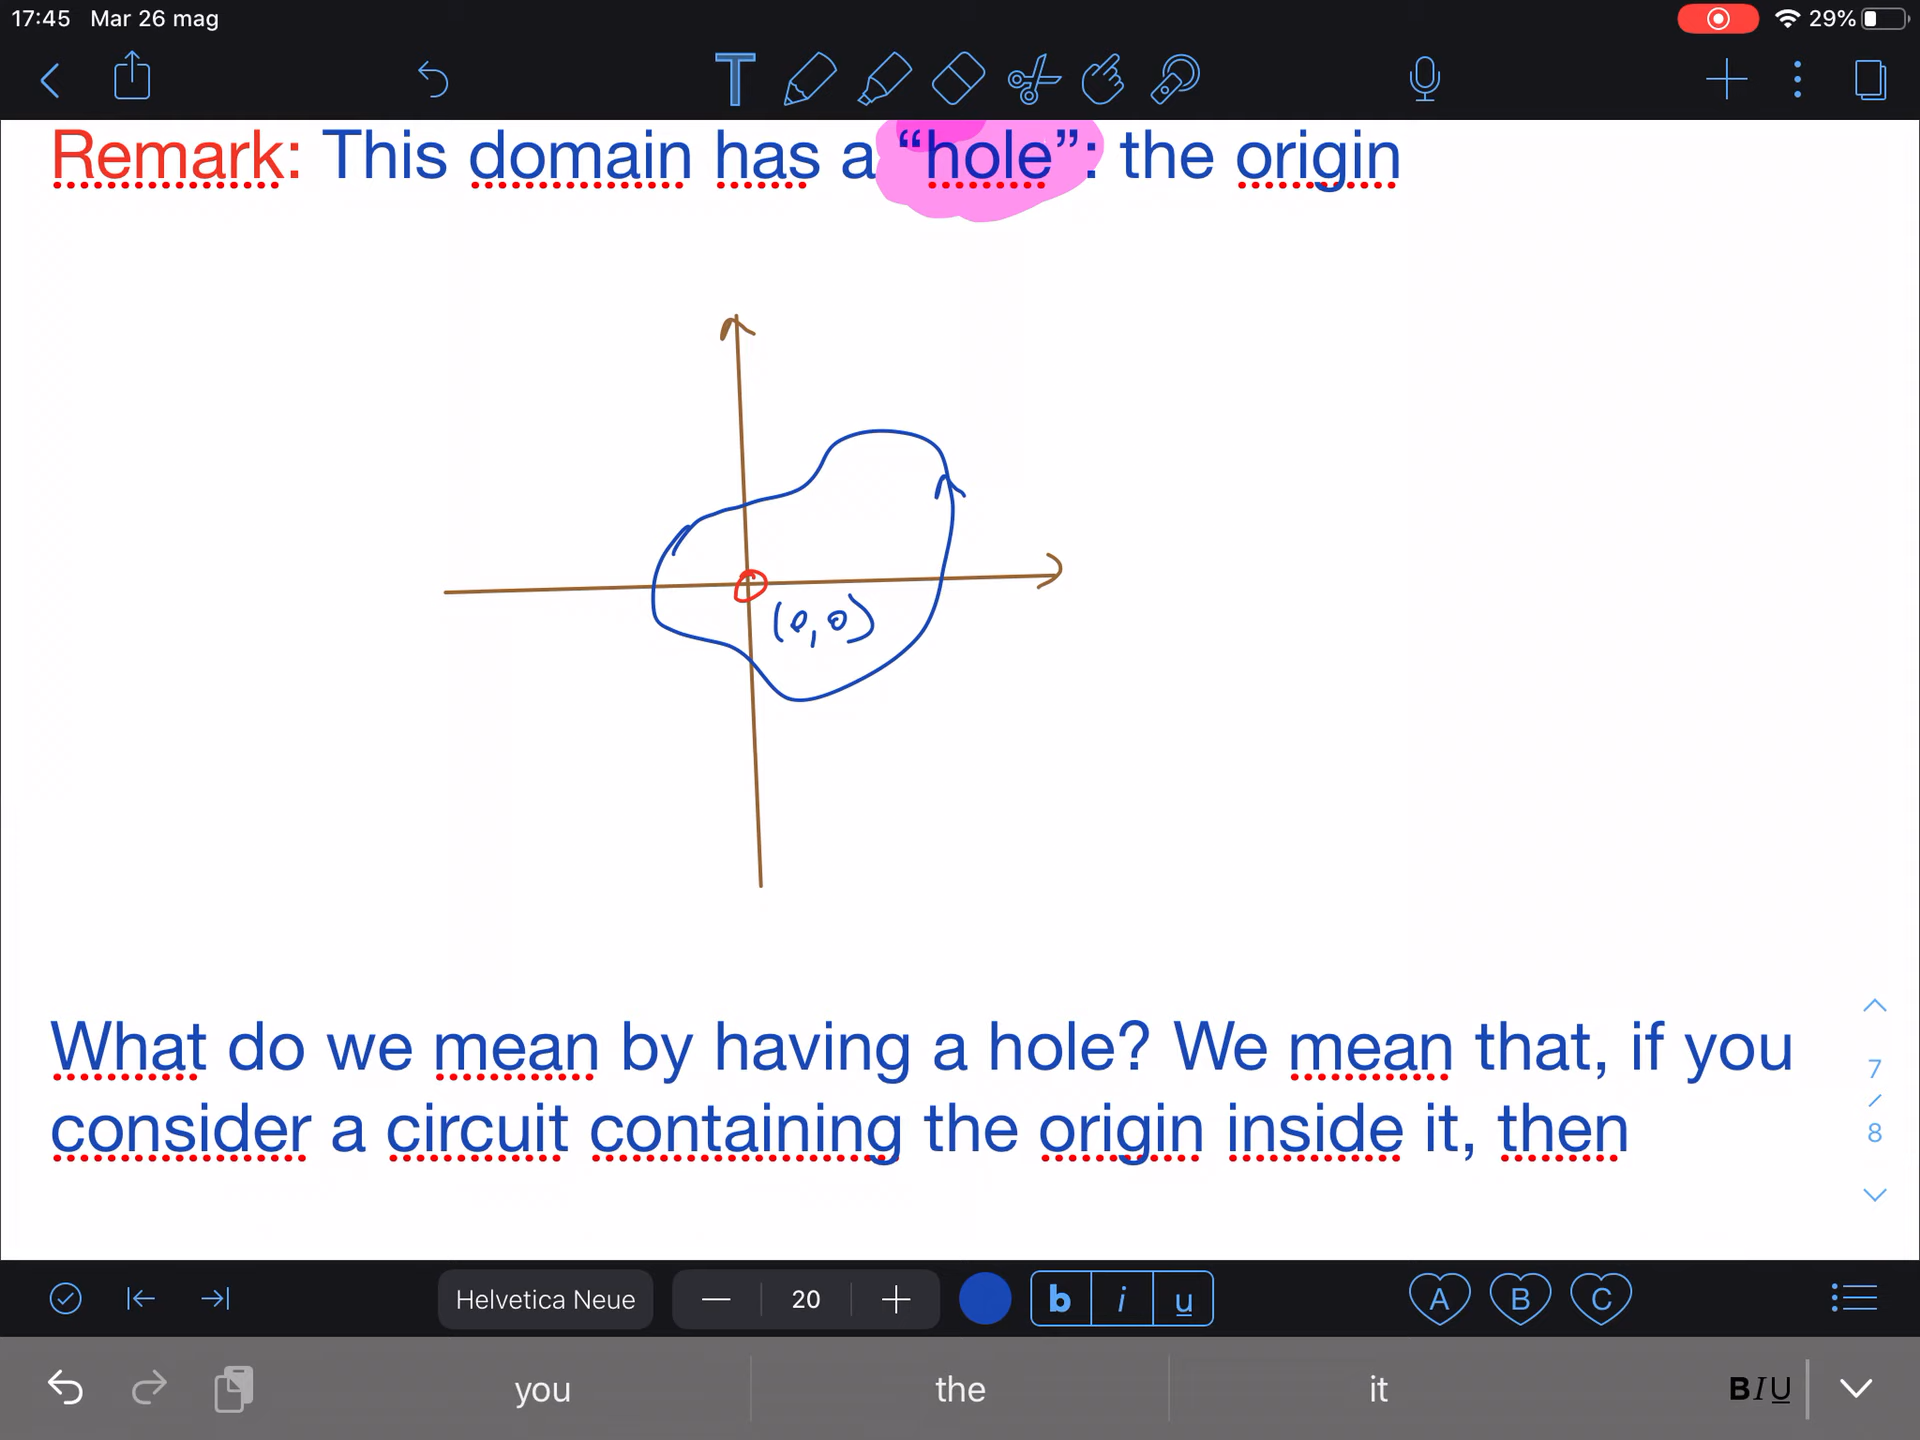 17:45 Mar 26 mag 29%
T
Remark: This domain has a “hole”: the origin
(0,0)
What do we mean by having a hole? We mean that, if you
consider a circuit containing the origin inside it, then
7
/
8
Helvetica Neue 20 b i u A B C
you the it BIU